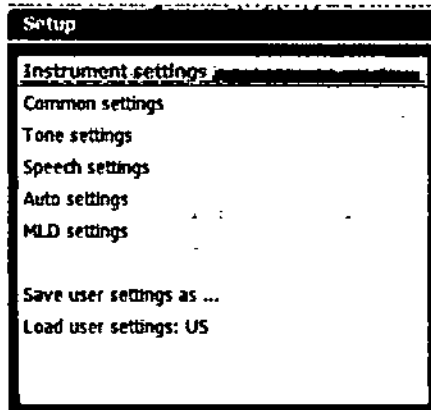 Setup
Instrument settings
Common settings
Tone settings
Speech settings
Auto settings
MLD settings
Save user settings as ...
Load user settings: US